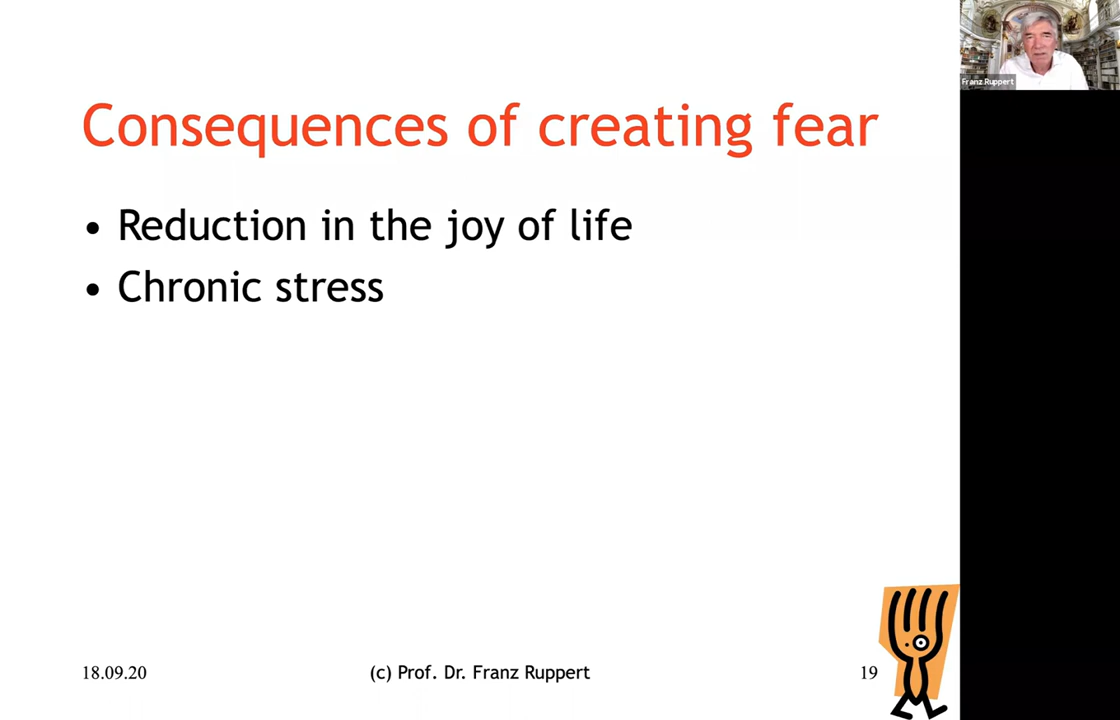 Franz Ruppert
Consequences of creating fear
• Reduction in the joy of life
• Chronic stress
18.09.20
(c) Prof. Dr. Franz Ruppert
19